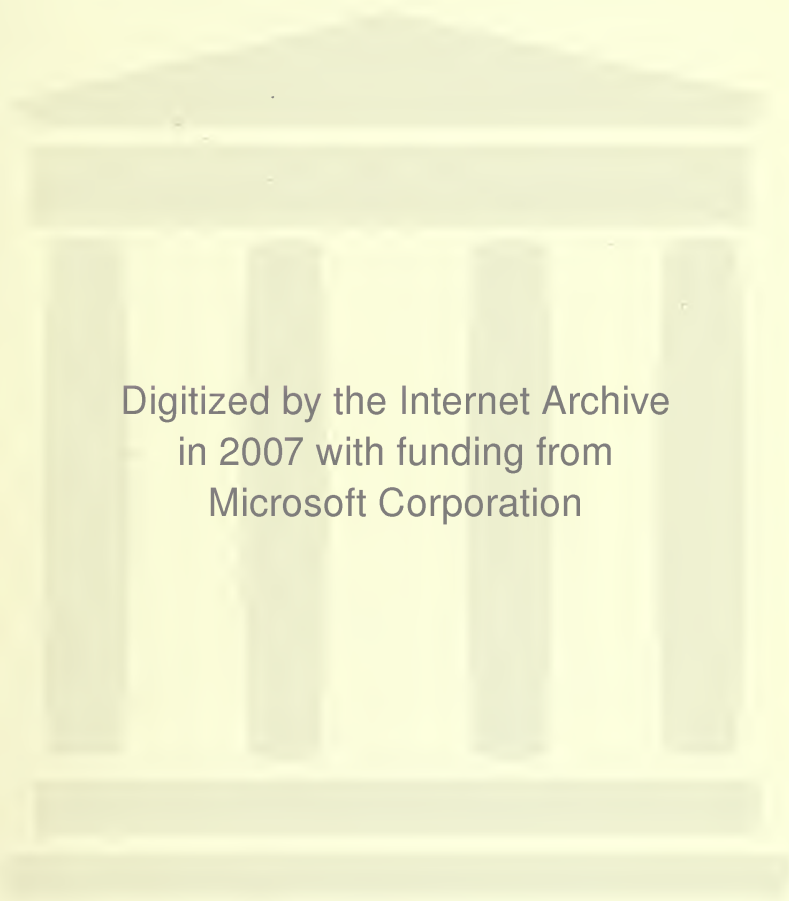 Digitized by the Internet Archive
in 2007 with funding from
Microsoft Corporation